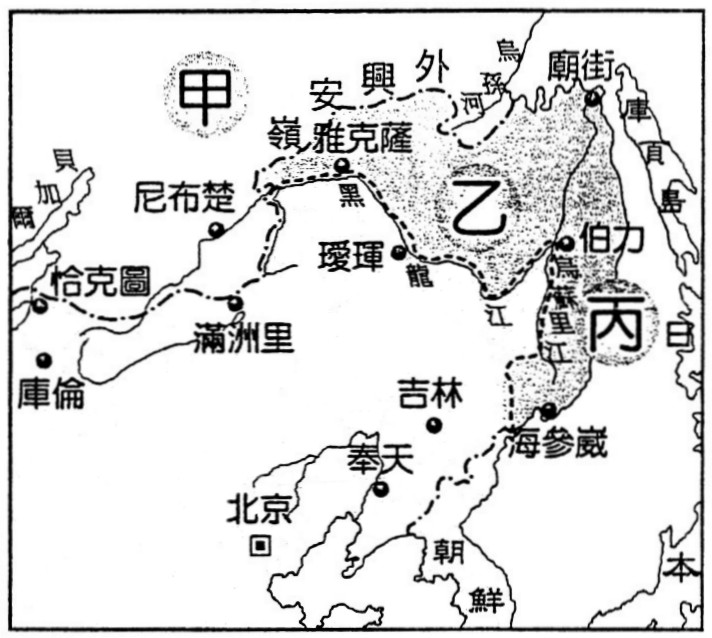 甲
外興安嶺
烏孫河
廟街
庫頁島
雅克薩
貝加爾
尼布楚
黑龍江
乙
伯力
璦琿
烏蘇里江
恰克圖
丙
日本
滿洲里
庫倫
吉林
海參崴
奉天
北京
朝鮮